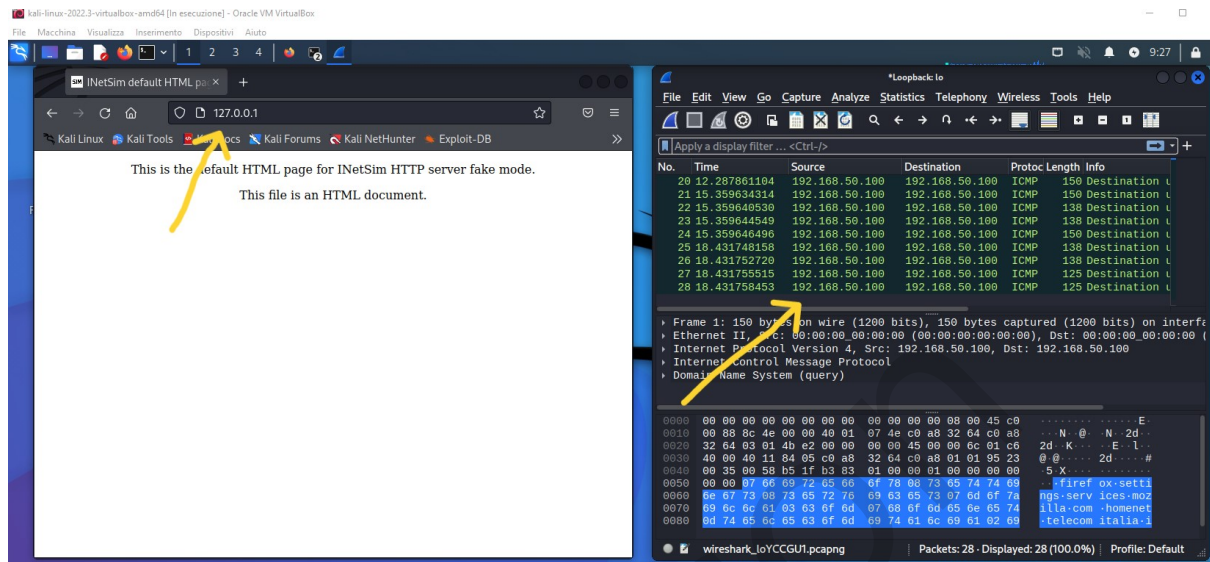 kali-linux-2022.3-virtualbox-amd64 [In esecuzione] - Oracle VM VirtualBox
File Macchina Visualizza Inserimento Dispositivi Aiuto
1 2 3 4
9:27
SIM INetSim default HTML pa
127.0.0.1
Kali Linux Kali Tools Docs Kali Forums Kali NetHunter Exploit-DB
This is the default HTML page for INetSim HTTP server fake mode.
This file is an HTML document.
*Loopback: lo
File Edit View Go Capture Analyze Statistics Telephony Wireless Tools Help
Apply a display filter ... <Ctrl-/>
No. Time Source Destination Protoc Length Info
20 12.287861104 192.168.50.100 192.168.50.100 ICMP 150 Destination u
21 15.359634314 192.168.50.100 192.168.50.100 ICMP 150 Destination u
22 15.359640530 192.168.50.100 192.168.50.100 ICMP 138 Destination u
23 15.359644549 192.168.50.100 192.168.50.100 ICMP 138 Destination u
24 15.359646496 192.168.50.100 192.168.50.100 ICMP 150 Destination u
25 18.431748158 192.168.50.100 192.168.50.100 ICMP 138 Destination u
26 18.431752720 192.168.50.100 192.168.50.100 ICMP 138 Destination u
27 18.431755515 192.168.50.100 192.168.50.100 ICMP 125 Destination u
28 18.431758453 192.168.50.100 192.168.50.100 ICMP 125 Destination u
Frame 1: 150 bytes on wire (1200 bits), 150 bytes captured (1200 bits) on interfa
Ethernet II, Src: 00:00:00_00:00:00 (00:00:00:00:00:00), Dst: 00:00:00_00:00:00 (
Internet Protocol Version 4, Src: 192.168.50.100, Dst: 192.168.50.100
Internet Control Message Protocol
Domain Name System (query)
0000 00 00 00 00 00 00 00 00 00 00 00 00 08 00 45 c0 ········ ······E·
0010 00 88 8c 4e 00 00 40 01 07 4e c0 a8 32 64 c0 a8 ···N··@· ·N··2d··
0020 32 64 03 01 4b e2 00 00 00 00 45 00 00 6c 01 c6 2d··K··· ··E··l··
0030 40 00 40 11 84 05 c0 a8 32 64 c0 a8 01 01 95 23 @·@····· 2d·····#
0040 00 35 00 58 b5 1f b3 83 01 00 00 01 00 00 00 00 ·5·X···· ········
0050 00 00 07 66 69 72 65 66 6f 78 08 73 65 74 74 69 ···firef ox·setti
0060 6e 67 73 08 73 65 72 76 69 63 65 73 07 6d 6f 7a ngs·serv ices·moz
0070 69 6c 6c 61 03 63 6f 6d 07 68 6f 6d 65 6e 65 74 illa·com ·homenet
0080 0d 74 65 6c 65 63 6f 6d 69 74 61 6c 69 61 02 69 ·telecom italia·i
wireshark_loYCCGU1.pcapng Packets: 28 · Displayed: 28 (100.0%) Profile: Default